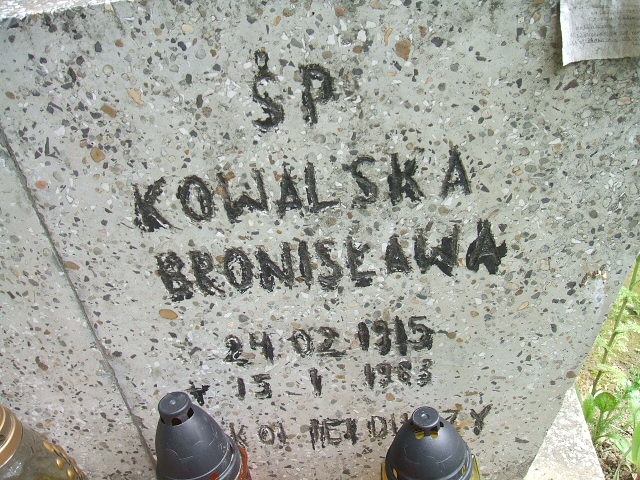 ŚP
KOWALSKA
BRONISŁAWA
24 02 1915
+ 15 1 1983